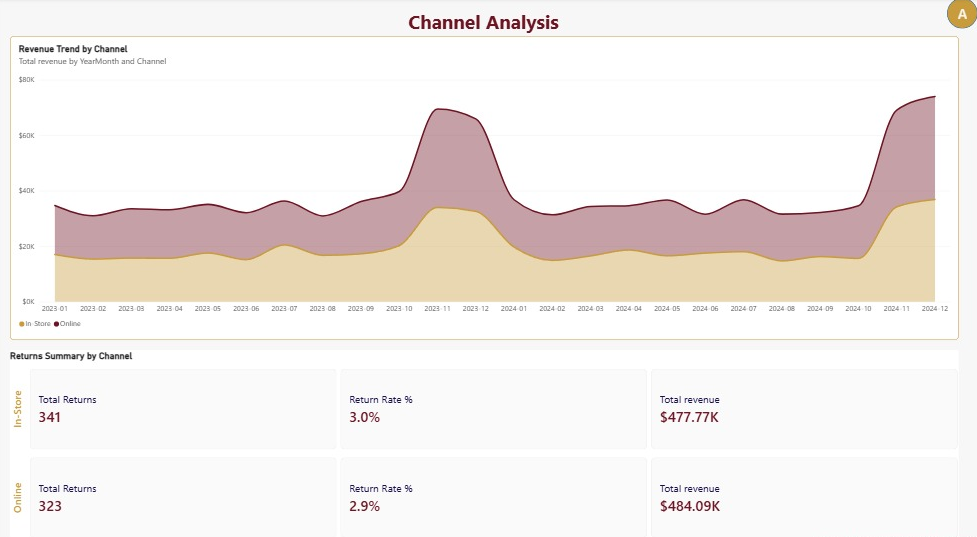 Channel Analysis
A
Revenue Trend by Channel
Total revenue by YearMonth and Channel
$80K
$60K
$40K
$20K
$0K
2023-01 2023-02 2023-03 2023-04 2023-05 2023-06 2023-07 2023-08 2023-09 2023-10 2023-11 2023-12 2024-01 2024-02 2024-03 2024-04 2024-05 2024-06 2024-07 2024-08 2024-09 2024-10 2024-11 2024-12
In-Store Online
Returns Summary by Channel
In-Store
Total Returns Return Rate % Total revenue
341 3.0% $477.77K
Online
Total Returns Return Rate % Total revenue
323 2.9% $484.09K